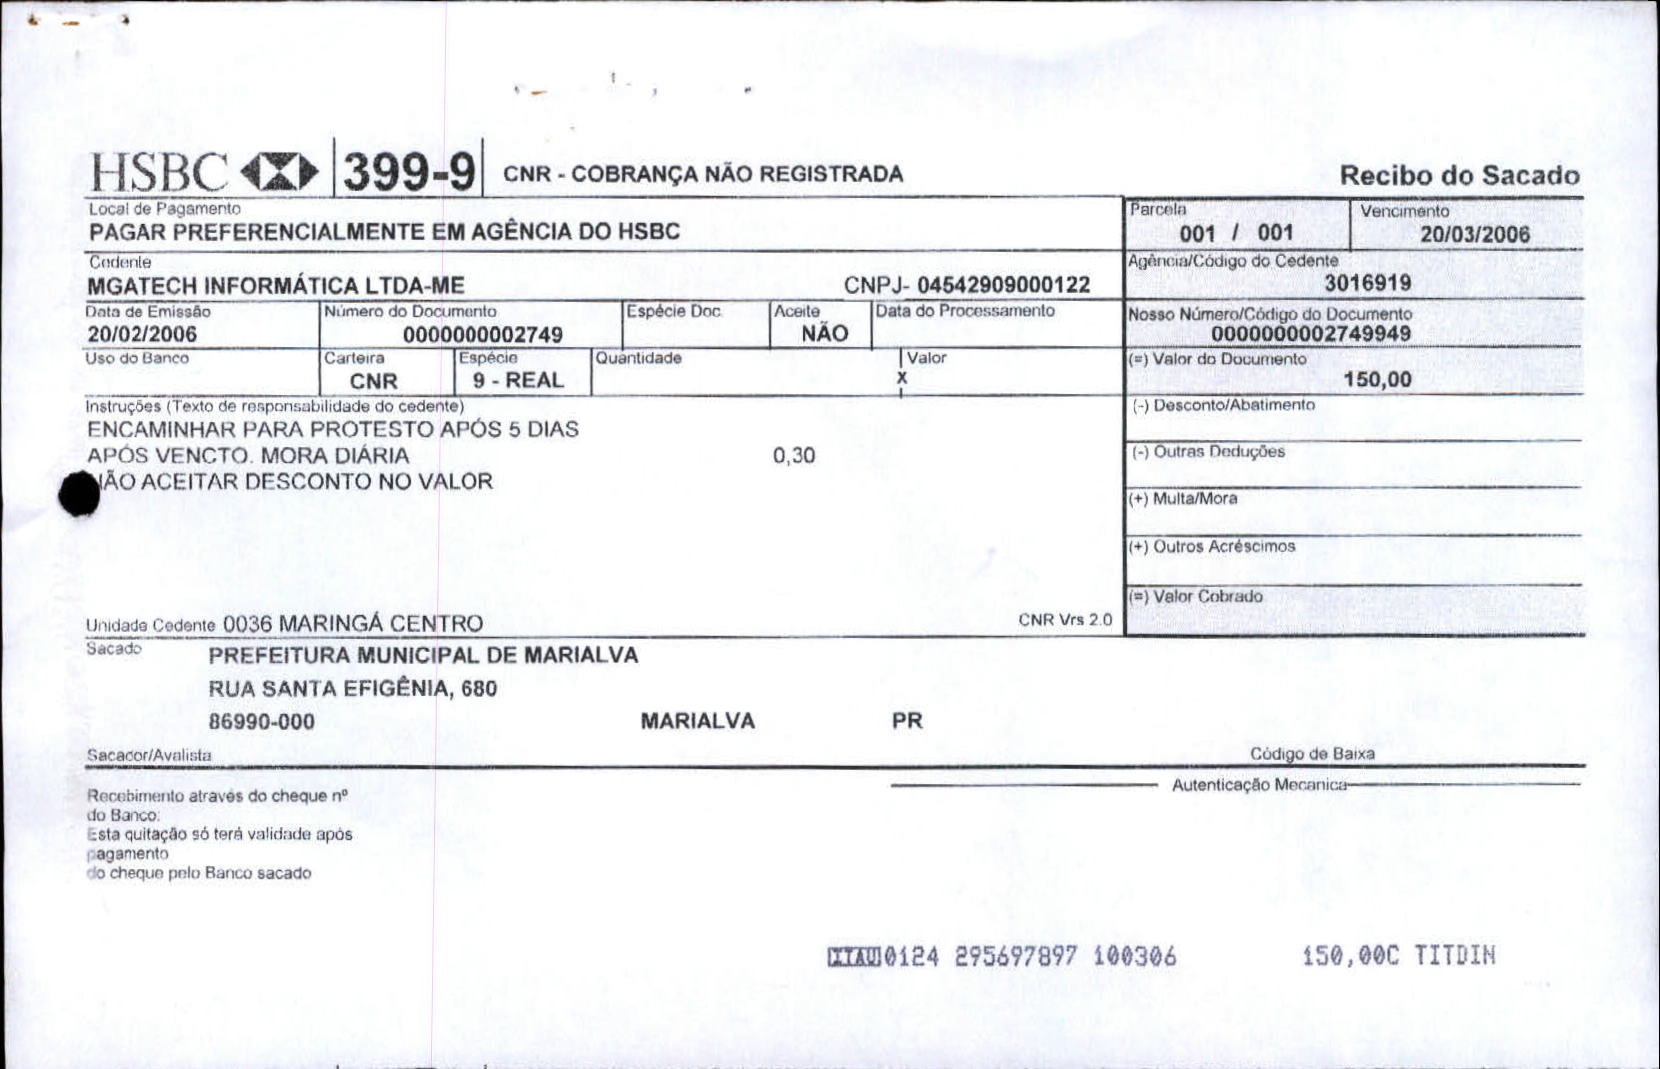 HSBC 399-9 CNR - COBRANÇA NÃO REGISTRADA Recibo do Sacado
Local de Pagamento
PAGAR PREFERENCIALMENTE EM AGÊNCIA DO HSBC
Parcela Vencimento
001 / 001 20/03/2006
Cedente
MGATECH INFORMÁTICA LTDA-ME CNPJ- 04542909000122
Agência/Código do Cedente
3016919
Data de Emissão Número do Documento Espécie Doc Aceite Data do Processamento
20/02/2006 0000000002749 NÃO
Nosso Número/Código do Documento
0000000002749949
Uso do Banco Carteira Espécie Quantidade Valor
CNR 9 - REAL X
(=) Valor do Documento
150,00
Instruções (Texto de responsabilidade do cedente)
ENCAMINHAR PARA PROTESTO APÓS 5 DIAS
APÓS VENCTO. MORA DIÁRIA 0,30
ÃO ACEITAR DESCONTO NO VALOR
(-) Desconto/Abatimento
(-) Outras Deduções
(+) Multa/Mora
(+) Outros Acréscimos
(=) Valor Cobrado
Unidade Cedente 0036 MARINGÁ CENTRO CNR Vrs 2.0
Sacado
PREFEITURA MUNICIPAL DE MARIALVA
RUA SANTA EFIGÊNIA, 680
86990-000 MARIALVA PR
Sacador/Avalista Código de Baixa
Autenticação Mecanica
Recebimento através do cheque nº
do Banco:
Esta quitação só terá validade após
pagamento
do cheque pelo Banco sacado
ITAU0124 295697897 100306 150,00C TITDIN